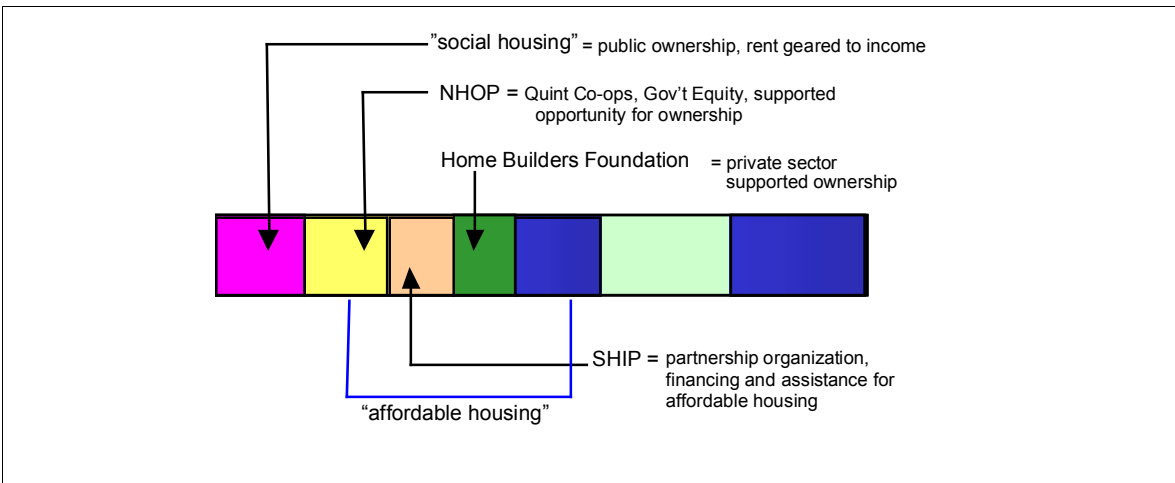 "social housing" = public ownership, rent geared to income
NHOP = Quint Co-ops, Gov't Equity, supported
opportunity for ownership
Home Builders Foundation = private sector
supported ownership
SHIP = partnership organization,
financing and assistance for
affordable housing
“affordable housing”